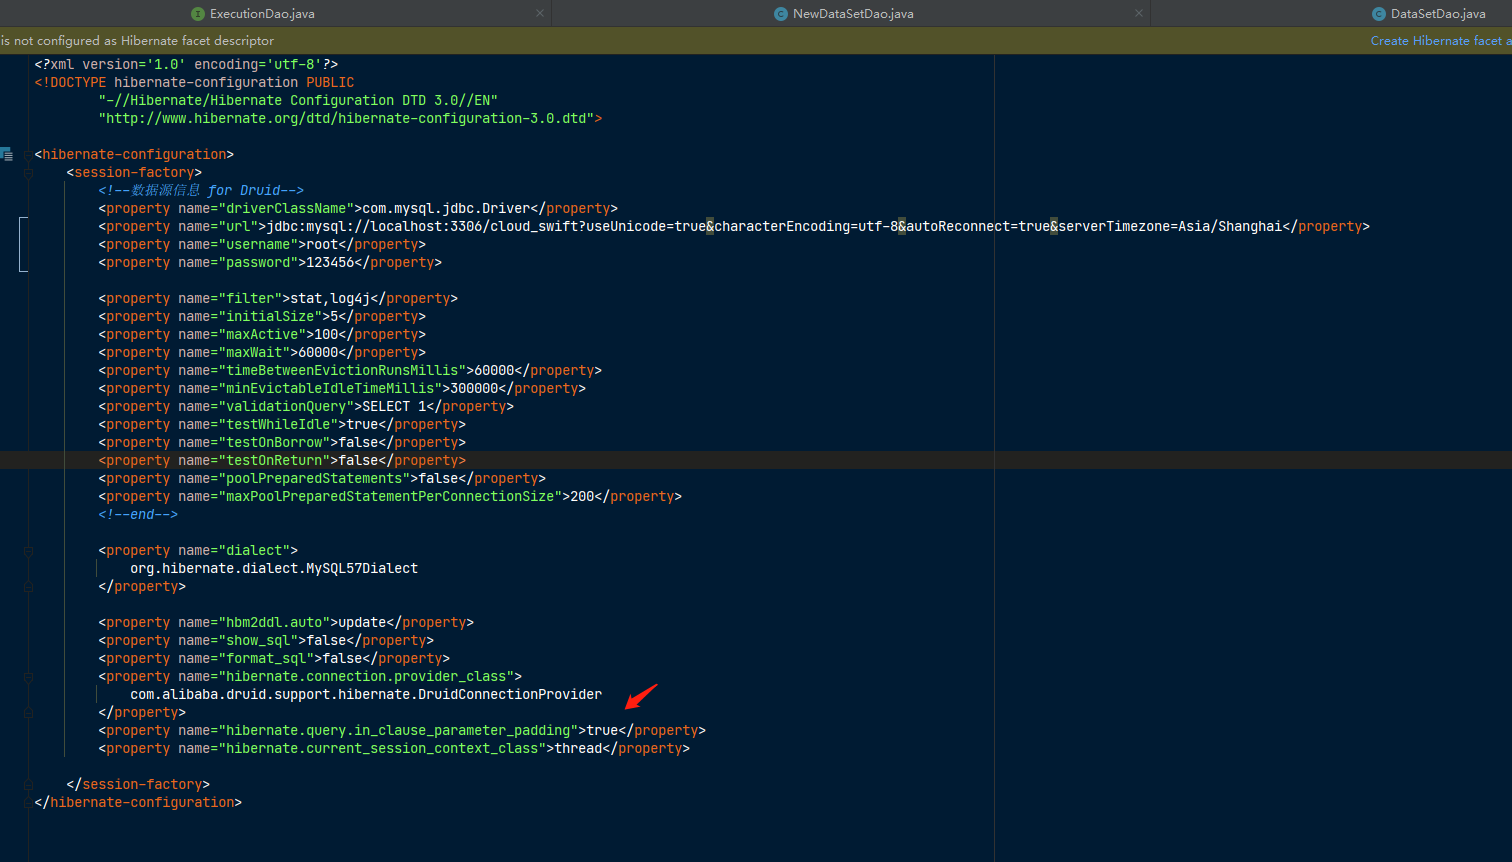 ExecutionDao.java
NewDataSetDao.java
DataSetDao.java
is not configured as Hibernate facet descriptor
Create Hibernate facet a
<?xml version='1.0' encoding='utf-8'?>
<!DOCTYPE hibernate-configuration PUBLIC
        "-//Hibernate/Hibernate Configuration DTD 3.0//EN"
        "http://www.hibernate.org/dtd/hibernate-configuration-3.0.dtd">
<hibernate-configuration>
    <session-factory>
        <!--数据源信息 for Druid-->
        <property name="driverClassName">com.mysql.jdbc.Driver</property>
        <property name="url">jdbc:mysql://localhost:3306/cloud_swift?useUnicode=true&characterEncoding=utf-8&autoReconnect=true&serverTimezone=Asia/Shanghai</property>
        <property name="username">root</property>
        <property name="password">123456</property>
        <property name="filter">stat,log4j</property>
        <property name="initialSize">5</property>
        <property name="maxActive">100</property>
        <property name="maxWait">60000</property>
        <property name="timeBetweenEvictionRunsMillis">60000</property>
        <property name="minEvictableIdleTimeMillis">300000</property>
        <property name="validationQuery">SELECT 1</property>
        <property name="testWhileIdle">true</property>
        <property name="testOnBorrow">false</property>
        <property name="testOnReturn">false</property>
        <property name="poolPreparedStatements">false</property>
        <property name="maxPoolPreparedStatementPerConnectionSize">200</property>
        <!--end-->
        <property name="dialect">
            org.hibernate.dialect.MySQL57Dialect
        </property>
        <property name="hbm2ddl.auto">update</property>
        <property name="show_sql">false</property>
        <property name="format_sql">false</property>
        <property name="hibernate.connection.provider_class">
            com.alibaba.druid.support.hibernate.DruidConnectionProvider
        </property>
        <property name="hibernate.query.in_clause_parameter_padding">true</property>
        <property name="hibernate.current_session_context_class">thread</property>
    </session-factory>
</hibernate-configuration>